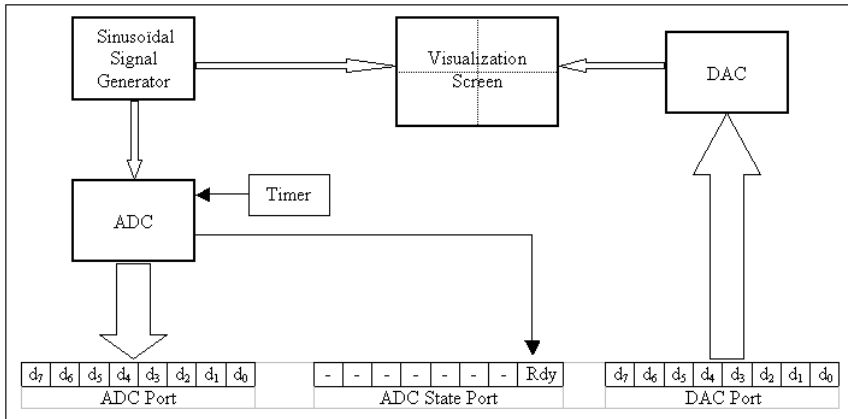 Sinusoïdal
Signal
Generator
Visualization
Screen
DAC
Timer
ADC
d7 d6 d5 d4 d3 d2 d1 d0
- - - - - - - Rdy
d7 d6 d5 d4 d3 d2 d1 d0
ADC Port
ADC State Port
DAC Port